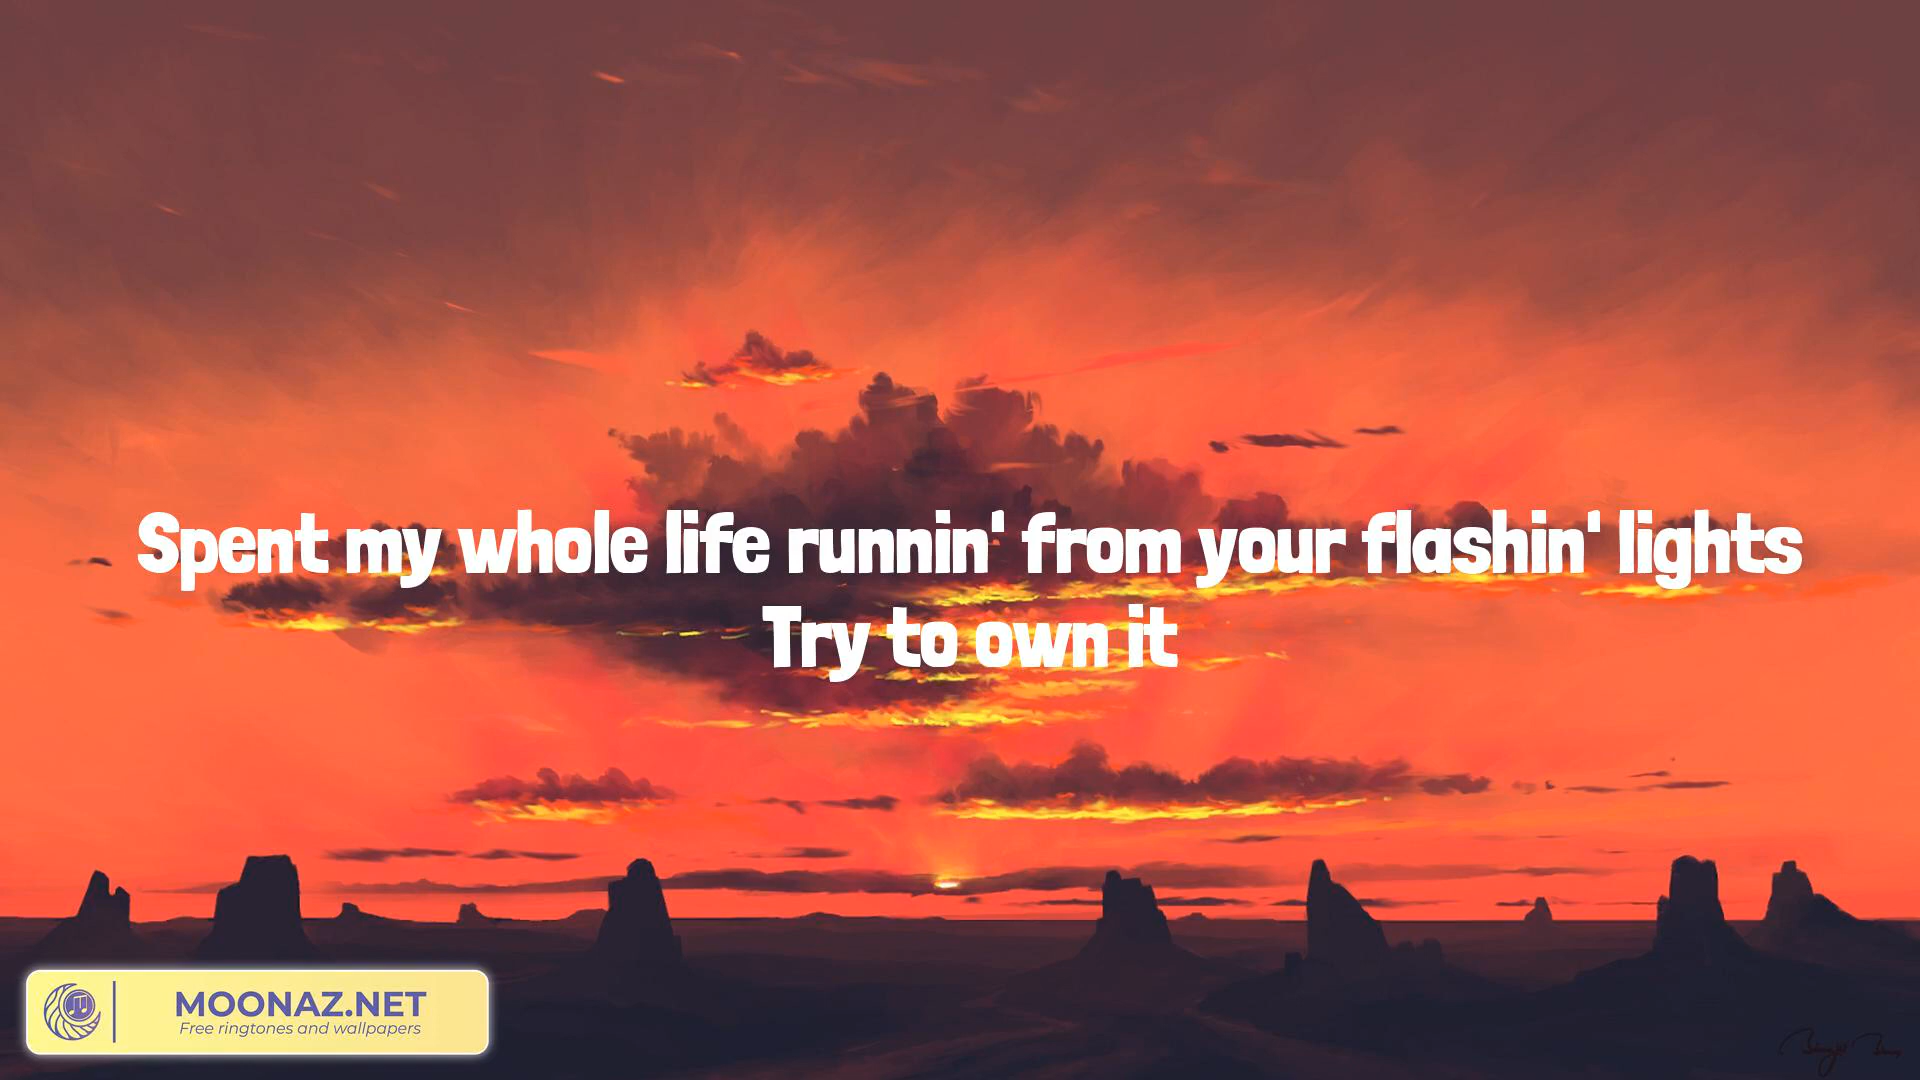 Spent my whole life runnin' from your flashin' lights
Try to own it
MOONAZ.NET
Free ringtones and wallpapers